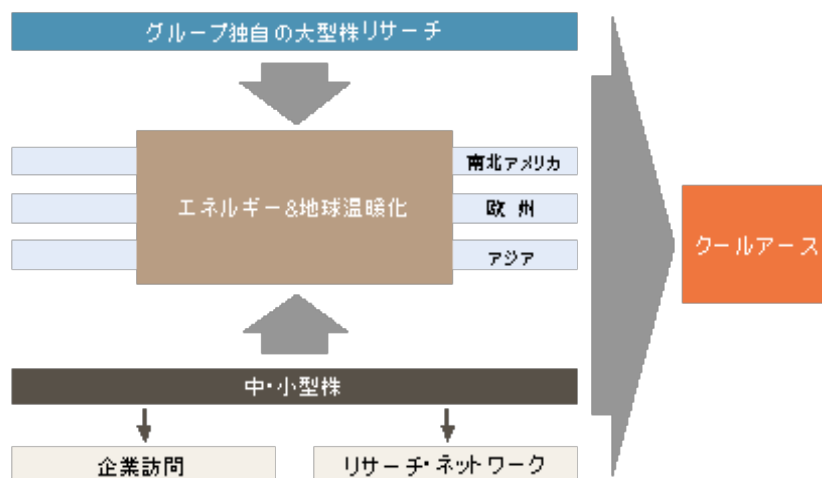 グループ独自の大型株リサーチ
南北アメリカ
エネルギー&地球温暖化
欧州
クールアース
アジア
中・小型株
企業訪問
リサーチ・ネットワーク